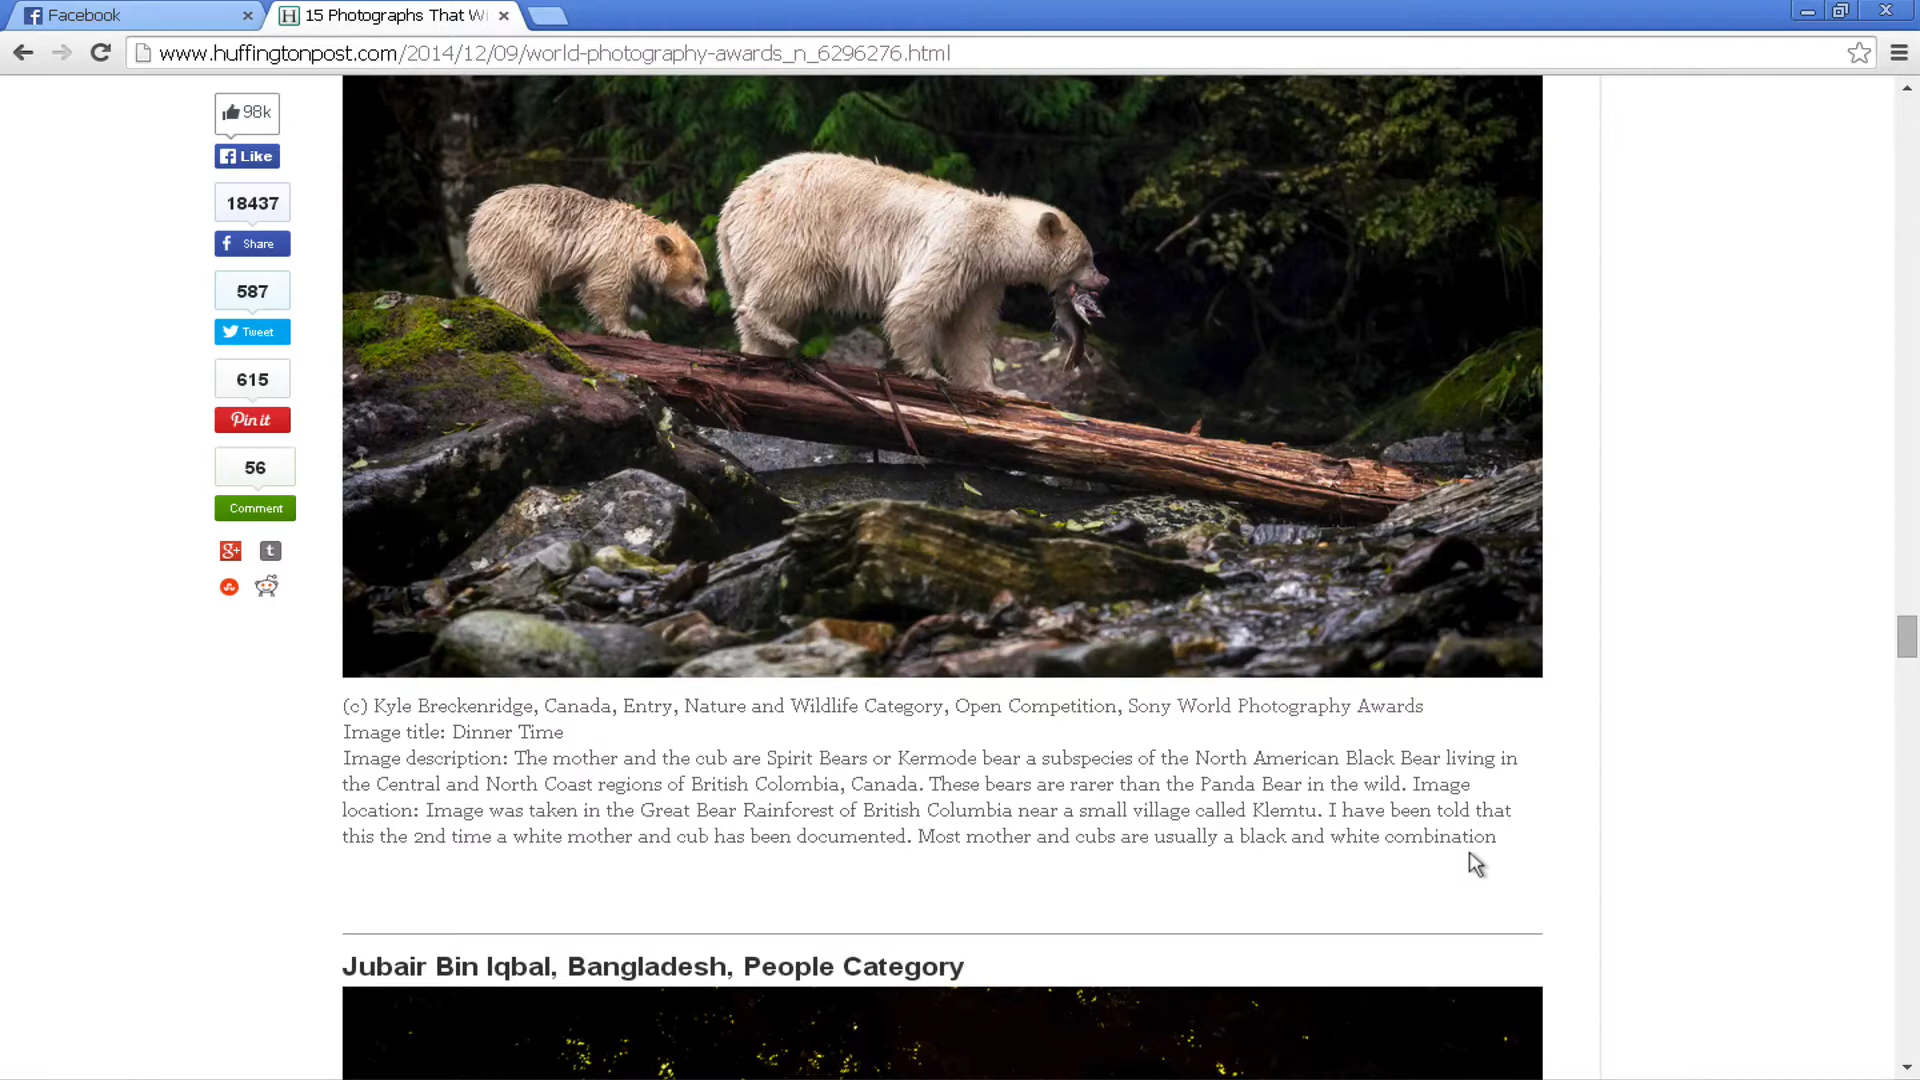 Facebook
15 Photographs That Wi
www.huffingtonpost.com/2014/12/09/world-photography-awards_n_6296276.html
98k
Like
18437
Share
587
Tweet
615
Pin it
56
Comment
g+
t
(c) Kyle Breckenridge, Canada, Entry, Nature and Wildlife Category, Open Competition, Sony World Photography Awards
Image title: Dinner Time
Image description: The mother and the cub are Spirit Bears or Kermode bear a subspecies of the North American Black Bear living in
the Central and North Coast regions of British Colombia, Canada. These bears are rarer than the Panda Bear in the wild. Image
location: Image was taken in the Great Bear Rainforest of British Columbia near a small village called Klemtu. I have been told that
this the 2nd time a white mother and cub has been documented. Most mother and cubs are usually a black and white combination
Jubair Bin Iqbal, Bangladesh, People Category